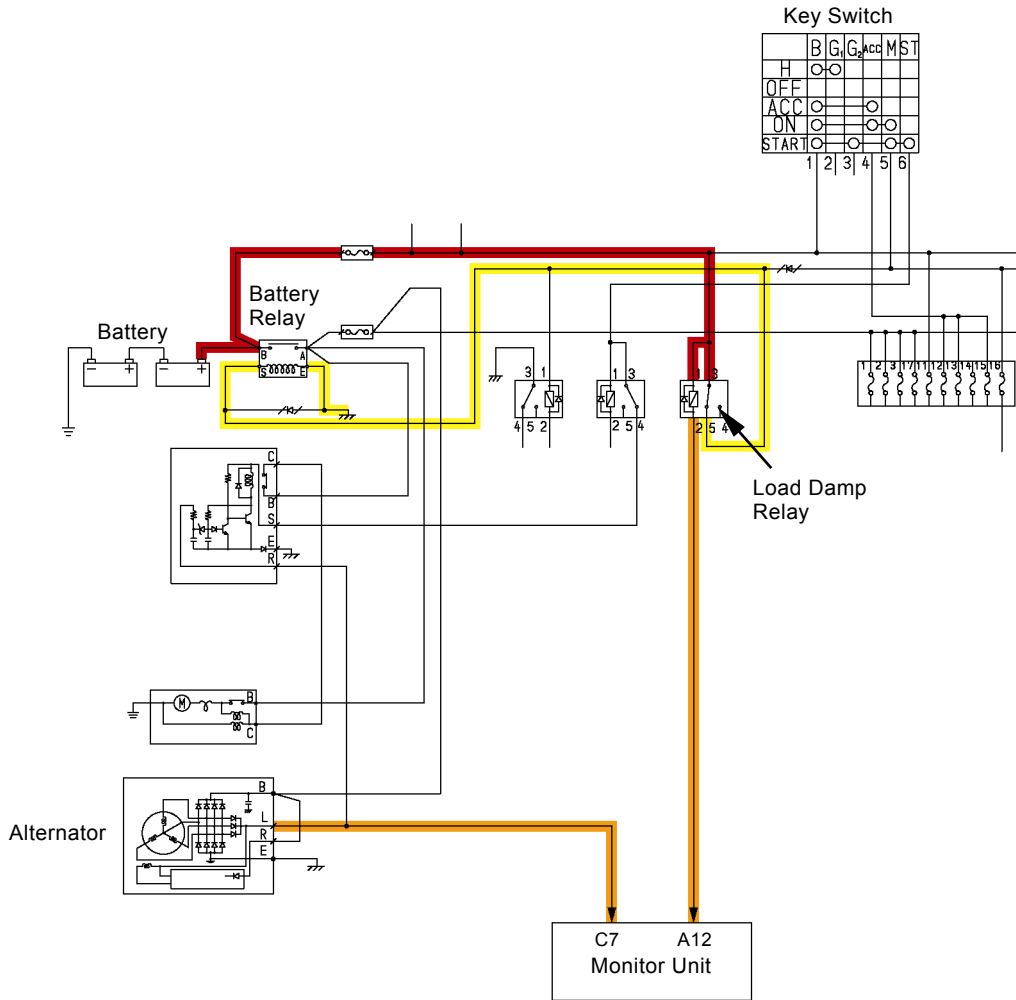 Key Switch
B G₁ G₂ ACC M ST
H
OFF
ACC
ON
START
1 2 3 4 5 6
Battery
Relay
Battery
- + - +
B A
S E
3 1
4 5 2
1 3
2 5 4
1 3
2 5 4
1 2 3 17 11 12 13 14 15 16
Load Damp
Relay
C
B
S
E
R
M
B
C
Alternator
B
L
R
E
C7 A12
Monitor Unit